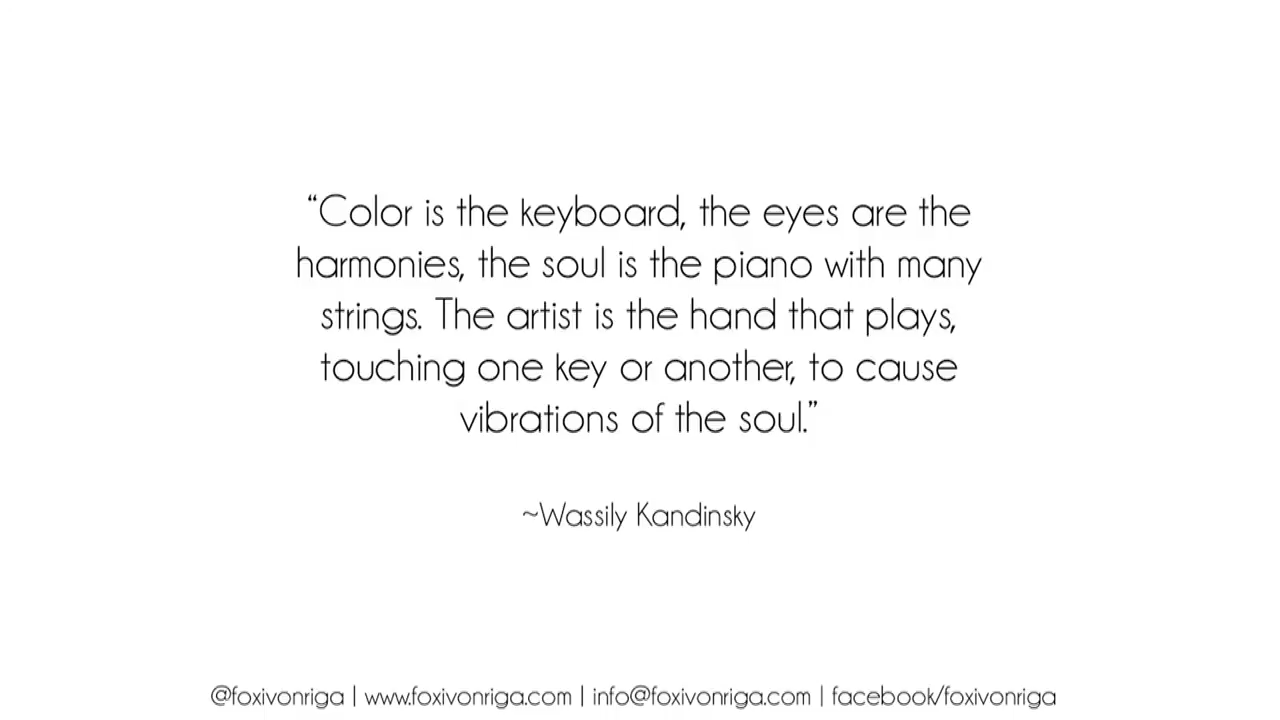 “Color is the keyboard, the eyes are the
harmonies, the soul is the piano with many
strings. The artist is the hand that plays,
touching one key or another, to cause
vibrations of the soul.”
~Wassily Kandinsky
@foxivonriga | www.foxivonriga.com | info@foxivonriga.com | facebook/foxivonriga